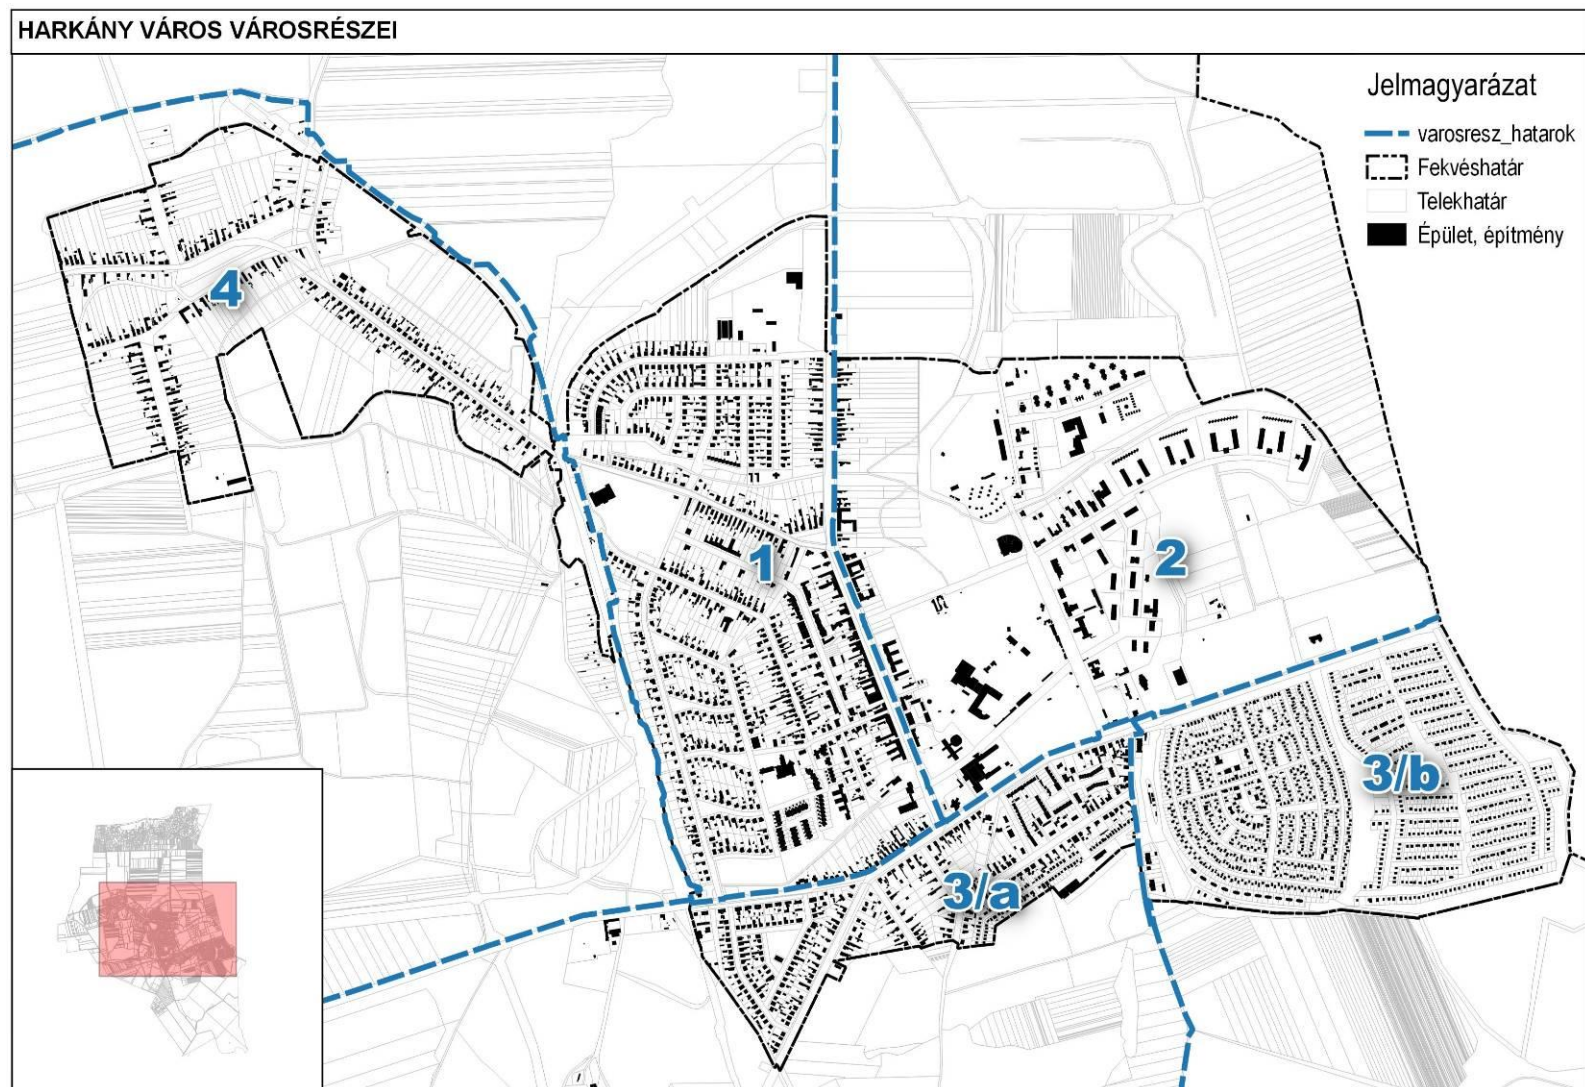 HARKÁNY VÁROS VÁROSRÉSZEI
Jelmagyarázat
varosresz_hatarok
Fekvéshatár
Telekhatár
Épület, építmény
4
1
2
3/b
3/a